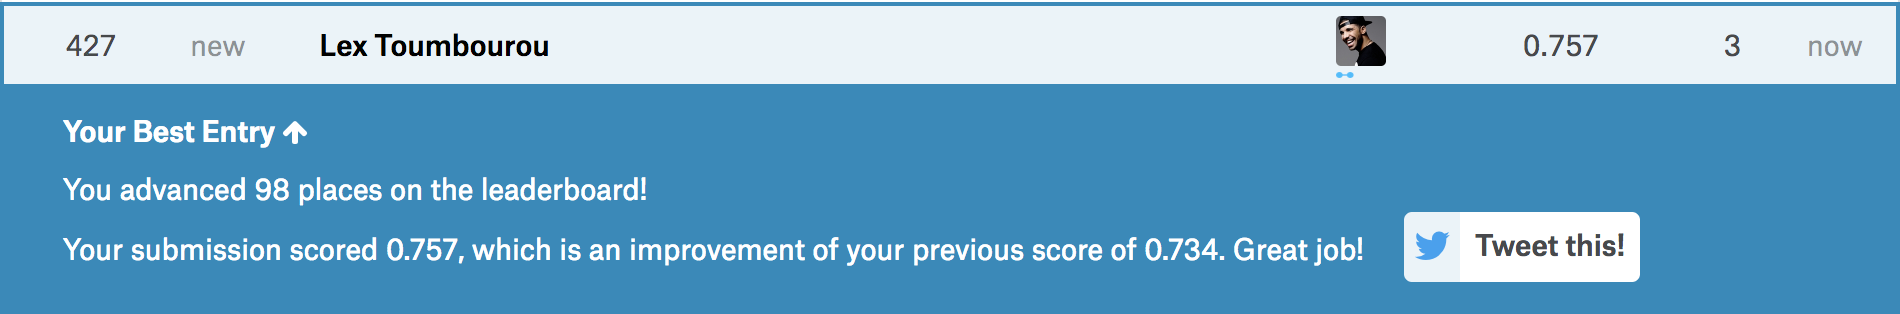 427 new Lex Toumbourou 0.757 3 now
Your Best Entry ↑
You advanced 98 places on the leaderboard!
Your submission scored 0.757, which is an improvement of your previous score of 0.734. Great job! Tweet this!